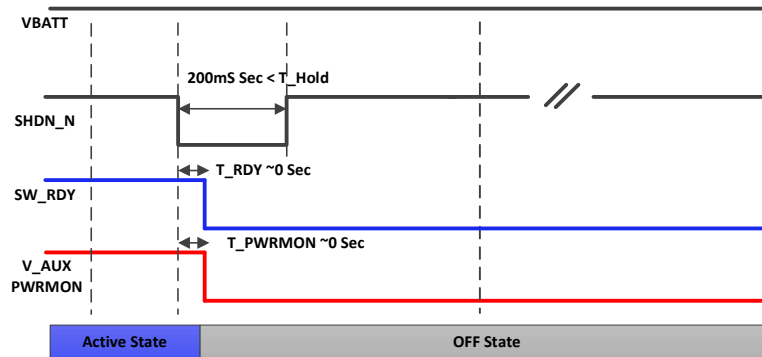 VBATT
200mS Sec < T_Hold
SHDN_N
T_RDY ~0 Sec
SW_RDY
T_PWRMON ~0 Sec
V_AUX
PWRMON
Active State
OFF State